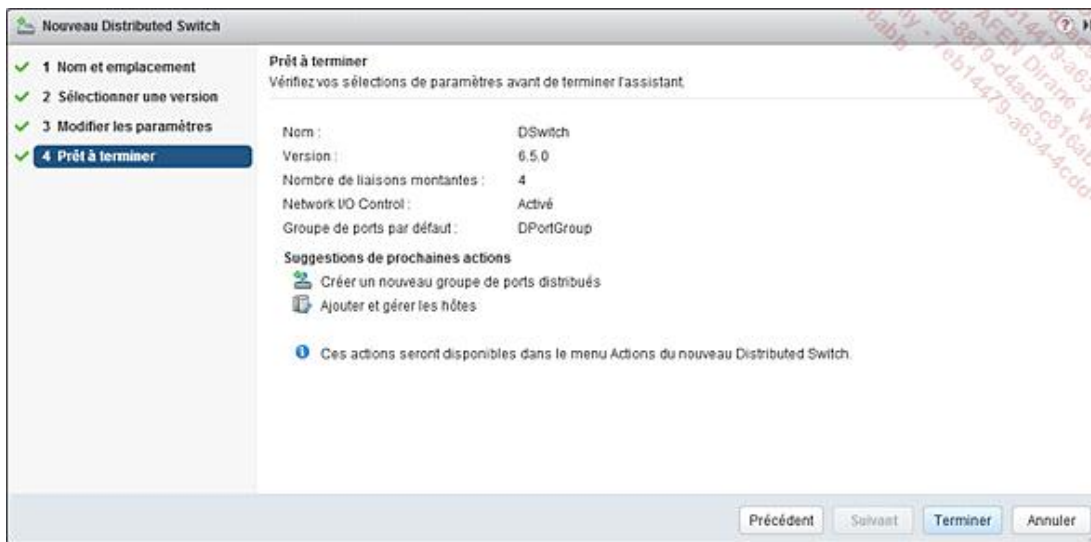 Nouveau Distributed Switch
1 Nom et emplacement
2 Sélectionner une version
3 Modifier les paramètres
4 Prêt à terminer
Prêt à terminer
Vérifiez vos sélections de paramètres avant de terminer l'assistant.
Nom : DSwitch
Version : 6.5.0
Nombre de liaisons montantes : 4
Network I/O Control : Activé
Groupe de ports par défaut : DPortGroup
Suggestions de prochaines actions
Créer un nouveau groupe de ports distribués
Ajouter et gérer les hôtes
Ces actions seront disponibles dans le menu Actions du nouveau Distributed Switch.
Précédent Suivant Terminer Annuler